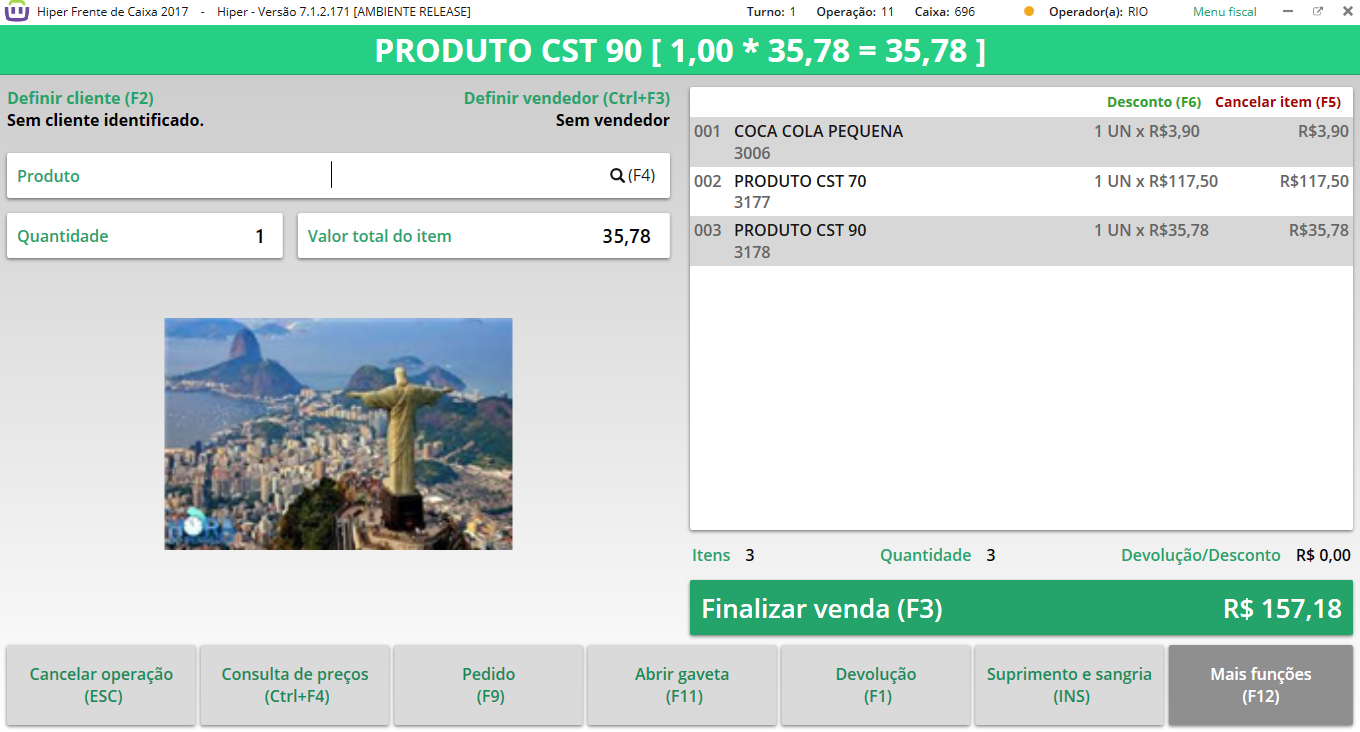 Hiper Frente de Caixa 2017 - Hiper - Versão 7.1.2.171 [AMBIENTE RELEASE] Turno: 1 Operação: 11 Caixa: 696 Operador(a): RIO Menu fiscal
PRODUTO CST 90 [ 1,00 * 35,78 = 35,78 ]
Definir cliente (F2) Definir vendedor (Ctrl+F3)
Sem cliente identificado. Sem vendedor
Produto (F4)
Quantidade 1 Valor total do item 35,78
Desconto (F6) Cancelar item (F5)
001 COCA COLA PEQUENA 1 UN x R$3,90 R$3,90
3006
002 PRODUTO CST 70 1 UN x R$117,50 R$117,50
3177
003 PRODUTO CST 90 1 UN x R$35,78 R$35,78
3178
Itens 3 Quantidade 3 Devolução/Desconto R$ 0,00
Finalizar venda (F3) R$ 157,18
Cancelar operação
(ESC)
Consulta de preços
(Ctrl+F4)
Pedido
(F9)
Abrir gaveta
(F11)
Devolução
(F1)
Suprimento e sangria
(INS)
Mais funções
(F12)